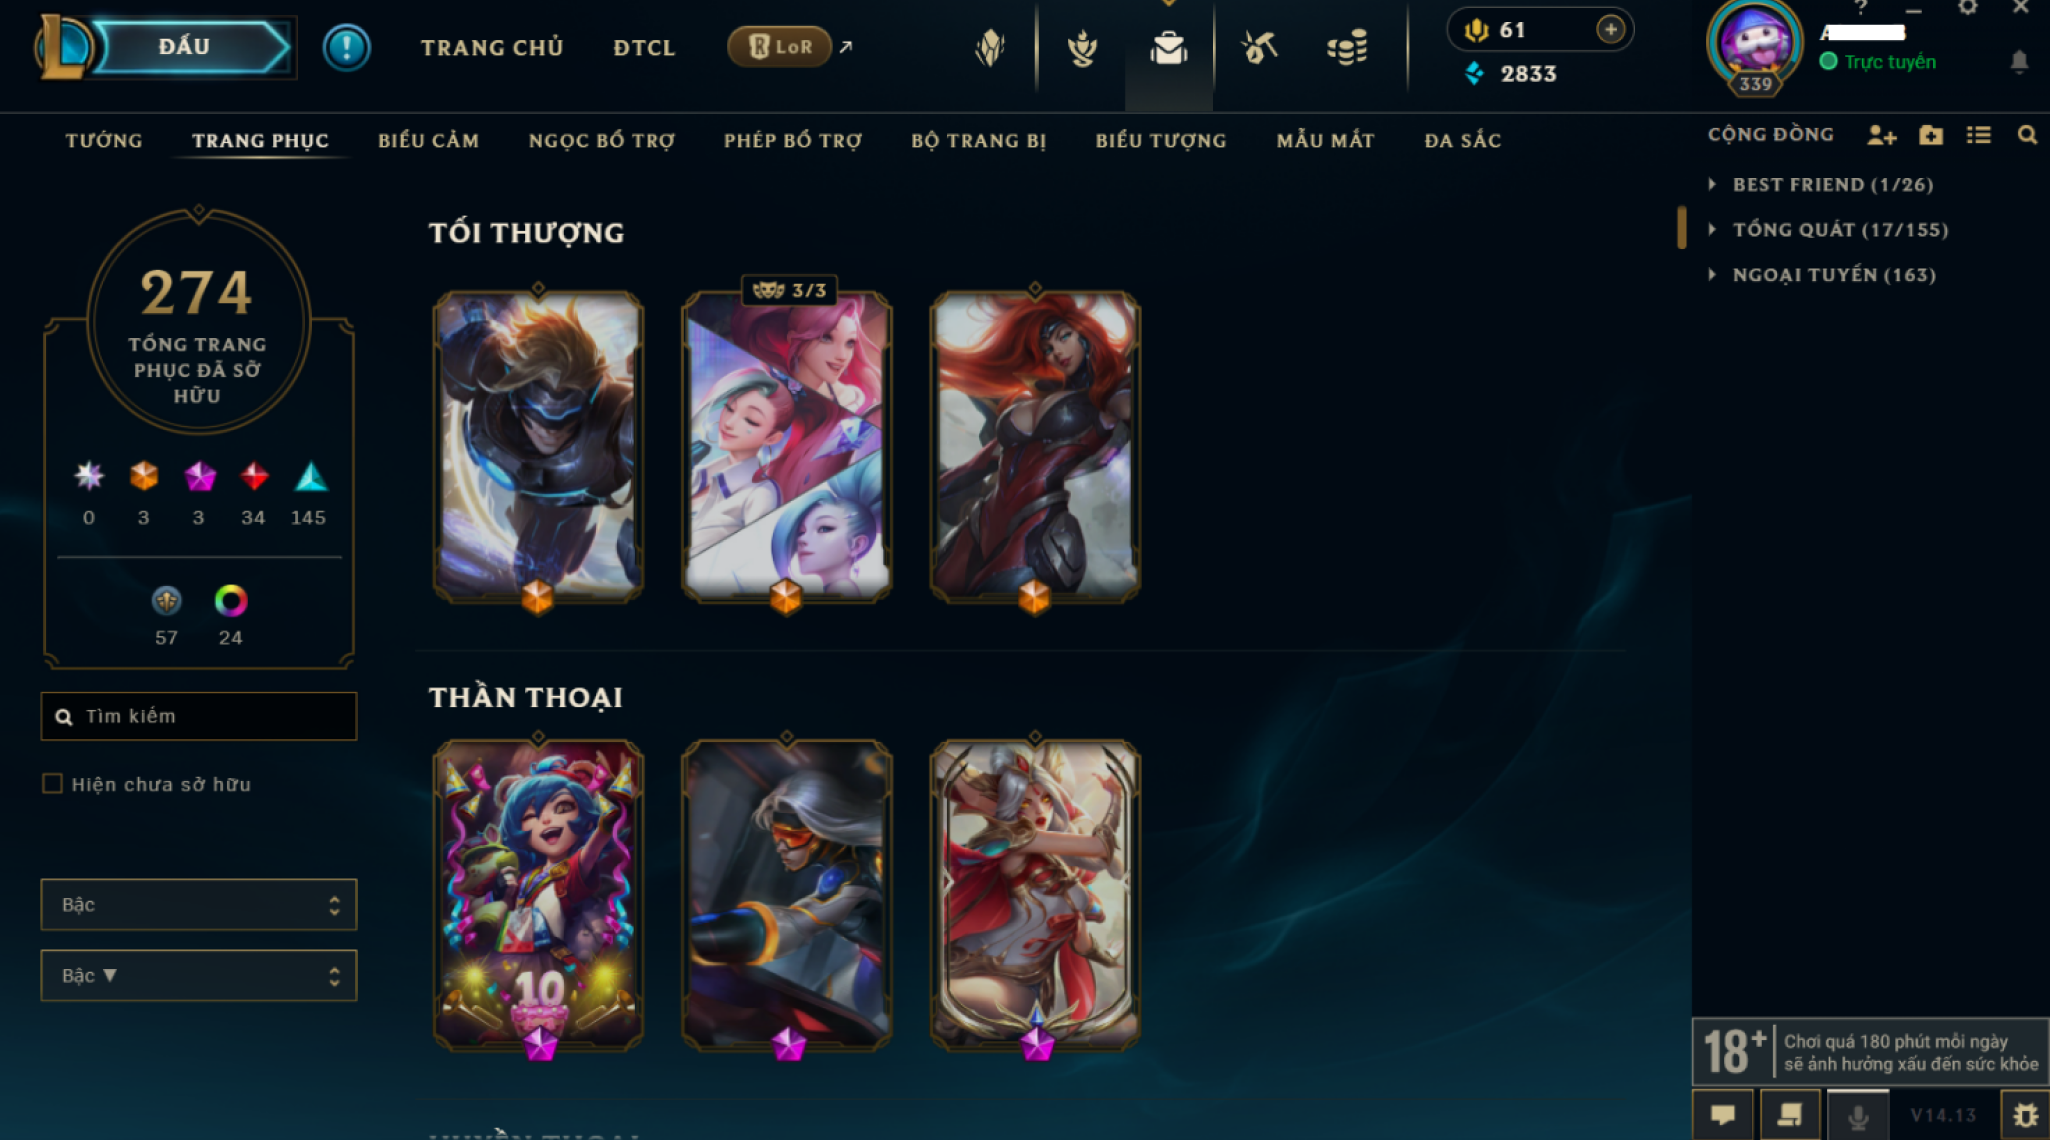 ĐẤU
TRANG CHỦ
ĐTCL
LoR
61
2833
?
339
Trực tuyến
TƯỚNG
TRANG PHỤC
BIỂU CẢM
NGỌC BỔ TRỢ
PHÉP BỔ TRỢ
BỘ TRANG BỊ
BIỂU TƯỢNG
MẪU MẮT
ĐA SẮC
CỘNG ĐỒNG
BEST FRIEND (1/26)
TỔNG QUÁT (17/155)
NGOẠI TUYẾN (163)
274
TỔNG TRANG
PHỤC ĐÃ SỞ
HỮU
0
3
3
34
145
57
24
Tìm kiếm
Hiện chưa sở hữu
Bậc
Bậc ▼
TỐI THƯỢNG
3/3
THẦN THOẠI
10
18+
Chơi quá 180 phút mỗi ngày
sẽ ảnh hưởng xấu đến sức khỏe
V14.13